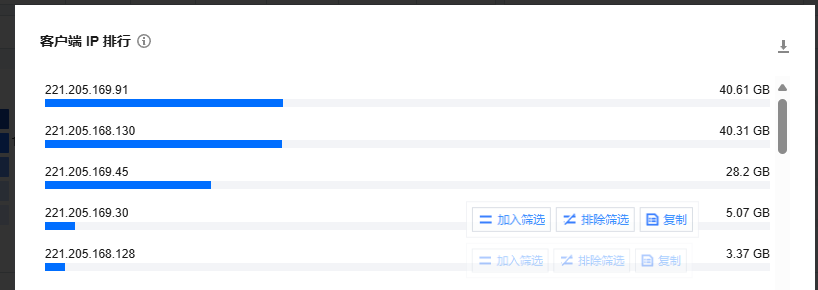 客户端 IP 排行
221.205.169.91 40.61 GB
221.205.168.130 40.31 GB
221.205.169.45 28.2 GB
221.205.169.30 加入筛选 排除筛选 复制 5.07 GB
221.205.168.128 加入筛选 排除筛选 复制 3.37 GB